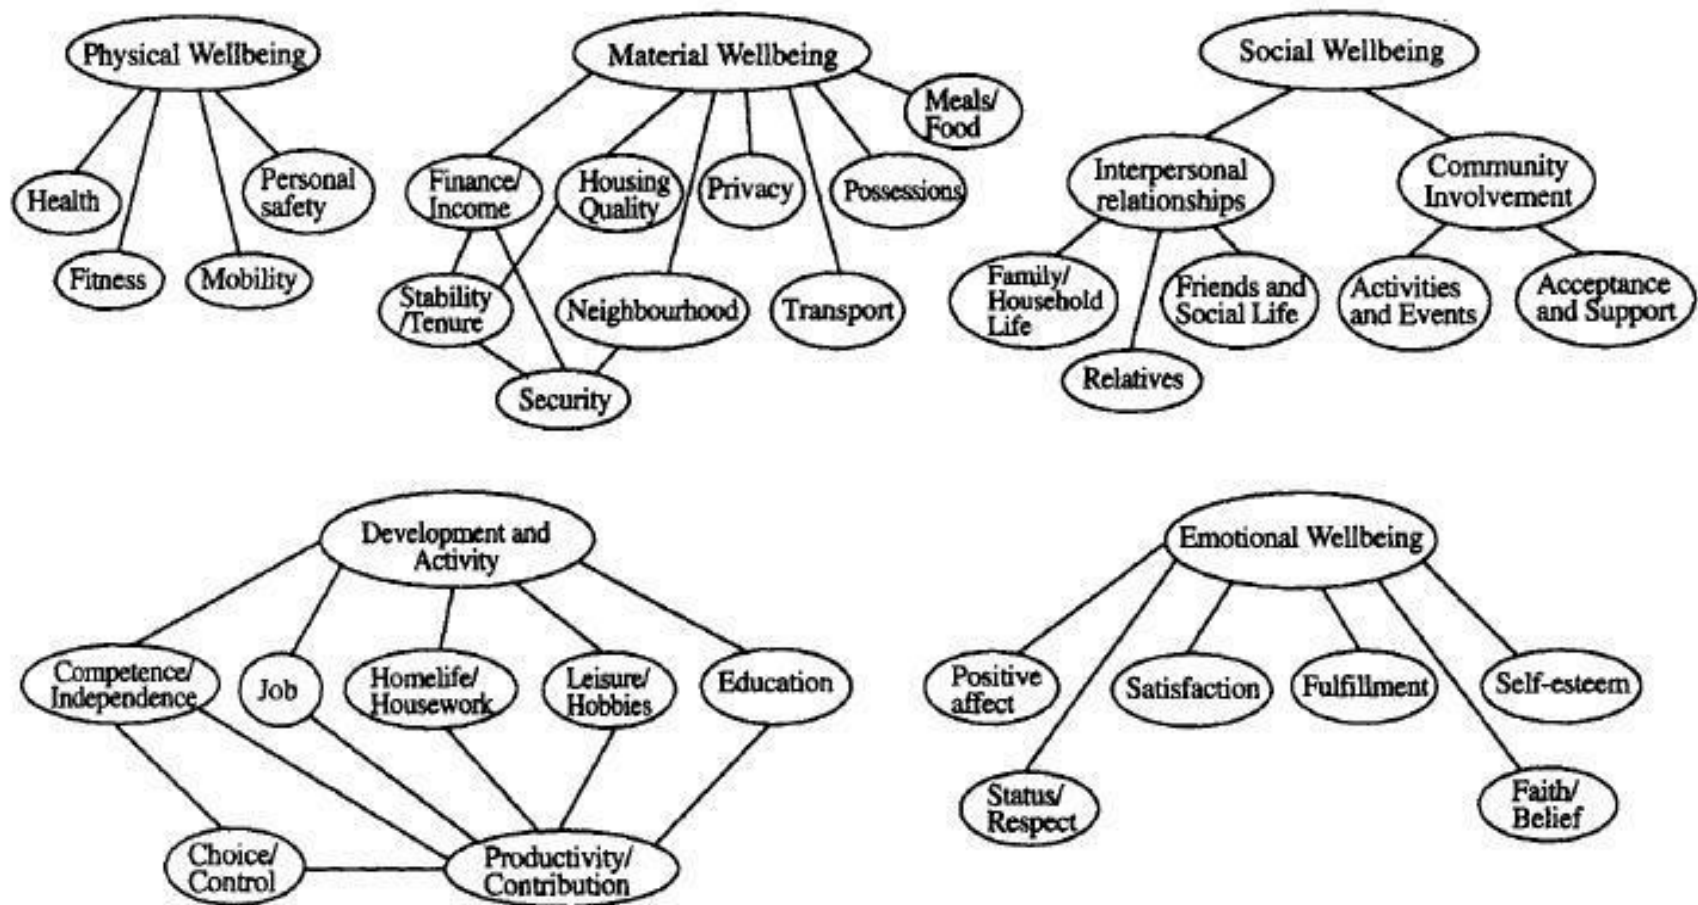 Physical Wellbeing
Health
Fitness
Mobility
Personal
safety
Material Wellbeing
Meals/
Food
Finance/
Income
Housing
Quality
Privacy
Possessions
Stability
/Tenure
Neighbourhood
Transport
Security
Social Wellbeing
Interpersonal
relationships
Community
Involvement
Family/
Household
Life
Friends and
Social Life
Activities
and Events
Acceptance
and Support
Relatives
Development and
Activity
Competence/
Independence
Job
Homelife/
Housework
Leisure/
Hobbies
Education
Choice/
Control
Productivity/
Contribution
Emotional Wellbeing
Positive
affect
Satisfaction
Fulfillment
Self-esteem
Status/
Respect
Faith/
Belief